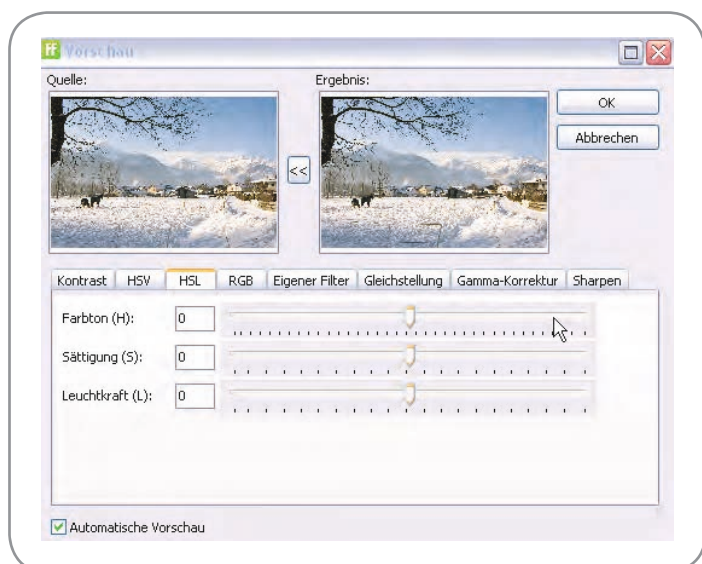 ff Vorschau
Quelle:
Ergebnis:
OK
Abbrechen
<<
Kontrast HSV HSL RGB Eigener Filter Gleichstellung Gamma-Korrektur Sharpen
Farbton (H): 0
Sättigung (S): 0
Leuchtkraft (L): 0
Automatische Vorschau